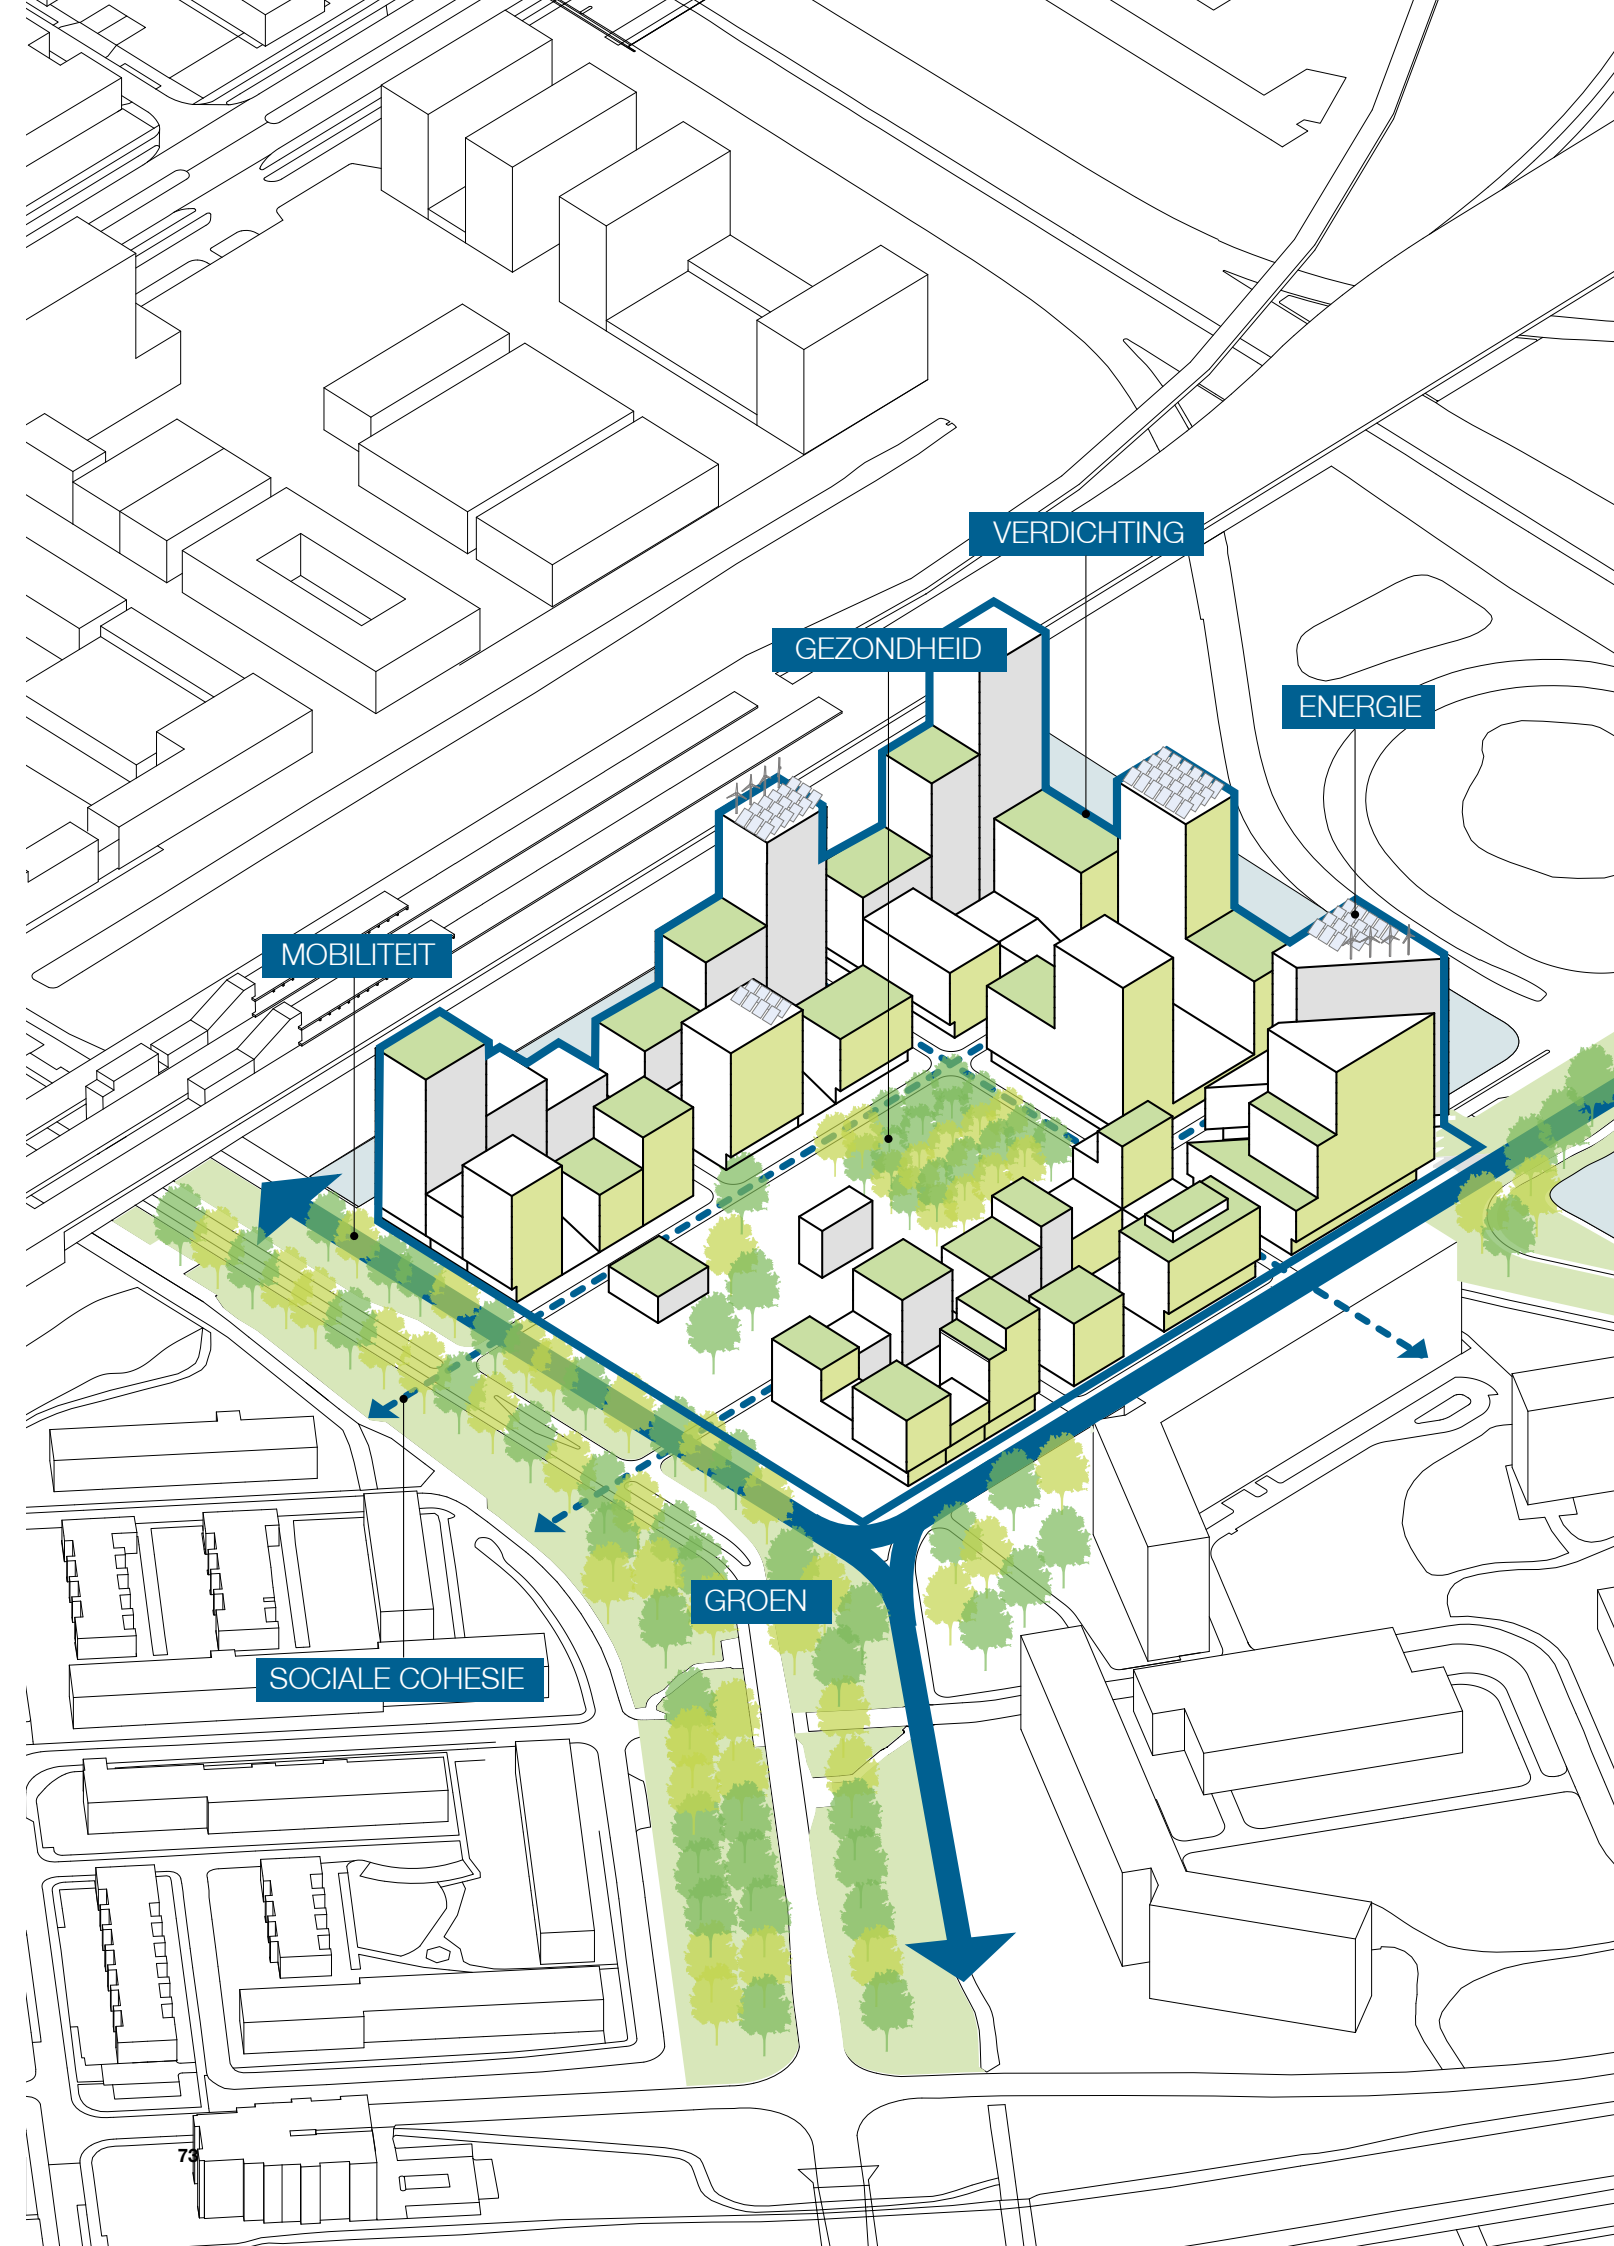 VERDICHTING
GEZONDHEID
ENERGIE
MOBILITEIT
GROEN
SOCIALE COHESIE
73